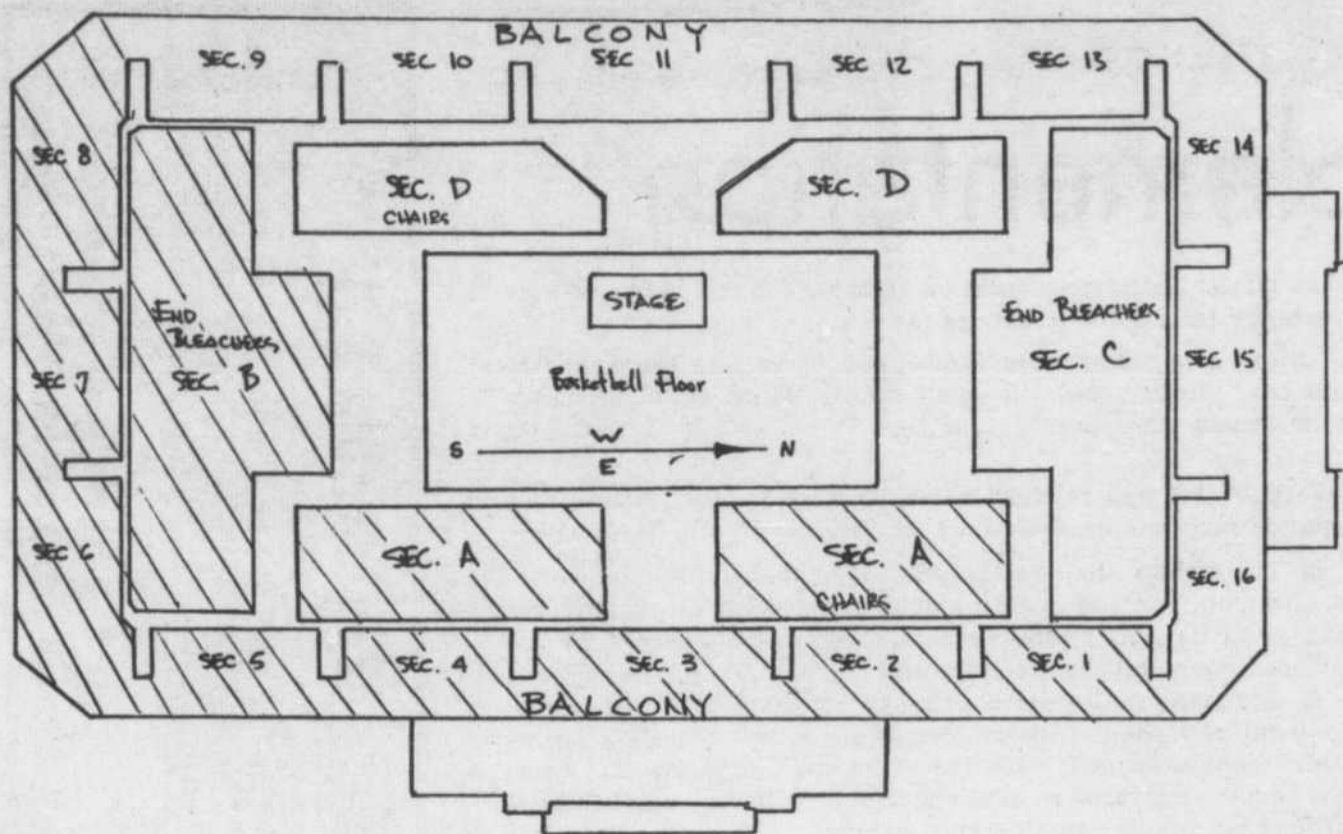 BALCONY
SEC. 9
SEC 10
SEC 11
SEC 12
SEC 13
SEC 8
SEC 14
SEC. D
CHAIRS
SEC. D
STAGE
END
BLEACHERS
SEC. B
END BLEACHERS
SEC. C
SEC 7
SEC 15
Basketball Floor
W
S
N
E
SEC 6
SEC. A
SEC. A
CHAIRS
SEC. 16
SEC 5
SEC. 4
SEC. 3
SEC. 2
SEC. 1
BALCONY